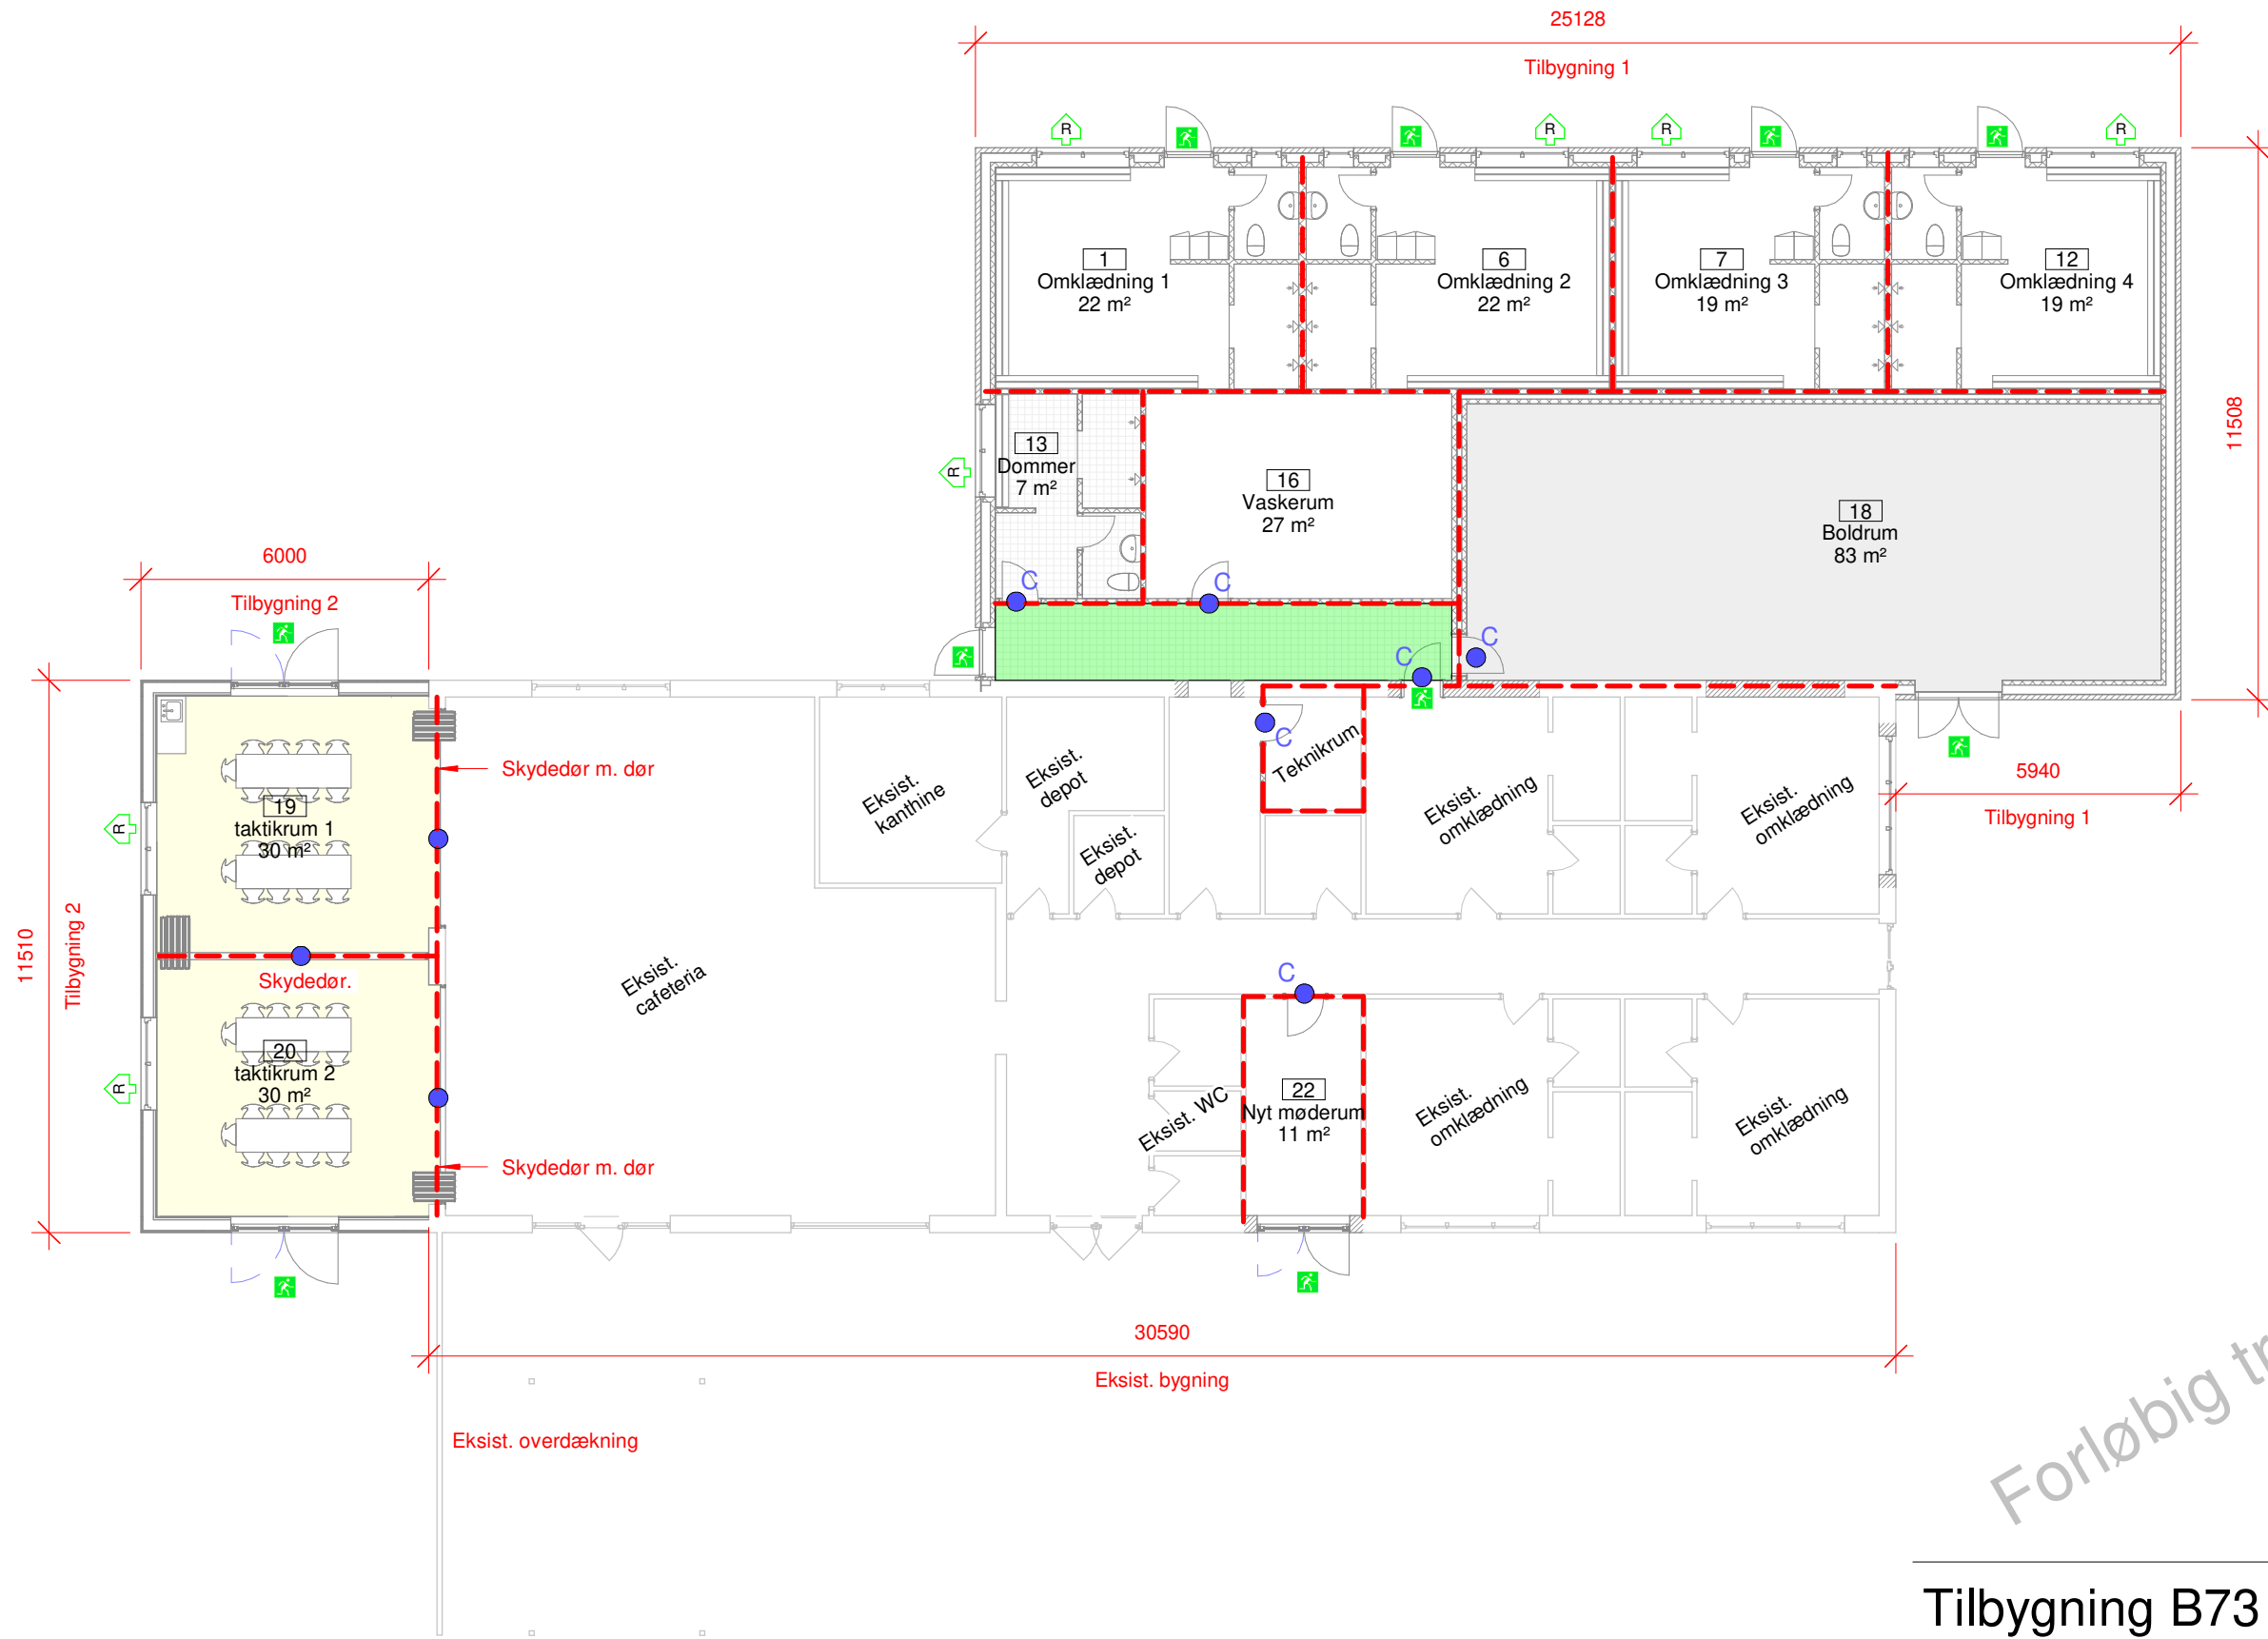 25128
Tilbygning 1
R
R
R
R
1
Omklædning 1
22 m²
6
Omklædning 2
22 m²
7
Omklædning 3
19 m²
12
Omklædning 4
19 m²
11508
13
Dommer
7 m²
R
16
Vaskerum
27 m²
18
Boldrum
83 m²
C
C
C
C
6000
Tilbygning 2
Skydedør m. dør
19
taktikrum 1
30 m²
R
Eksist.
kanthine
Eksist.
depot
Eksist.
depot
C
Teknikrum
Eksist.
omklædning
Eksist.
omklædning
5940
Tilbygning 1
11510
Tilbygning 2
Skydedør.
Eksist.
cafeteria
C
20
taktikrum 2
30 m²
R
Skydedør m. dør
Eksist. WC
22
Nyt møderum
11 m²
Eksist.
omklædning
Eksist.
omklædning
30590
Eksist. bygning
Eksist. overdækning
Forløbig
Tilbygning B73